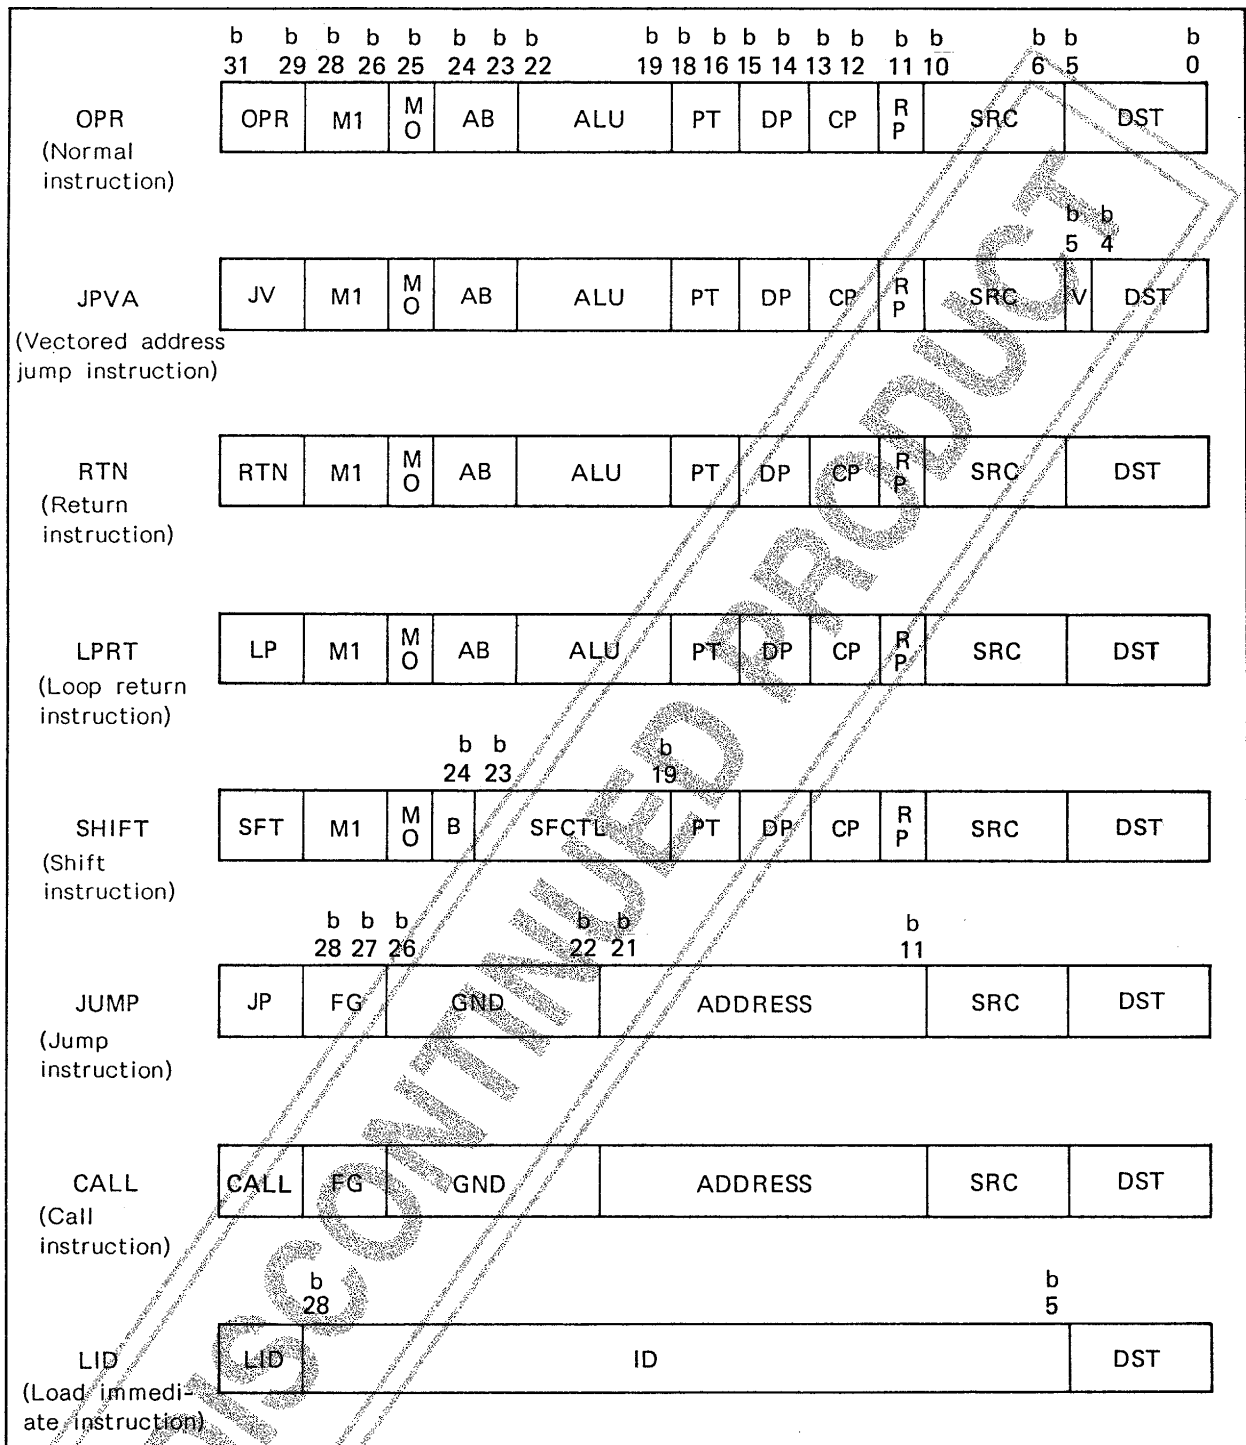 b b b b b b b b b b b b b b b b b b b
31 29 28 26 25 24 23 22 19 18 16 15 14 13 12 11 10 6 5 0
OPR OPR M1 MO AB ALU PT DP CP RP SRC DST
(Normal
instruction)
b b
5 4
JPVA JV M1 MO AB ALU PT DP CP RP SRC V DST
(Vectored address
jump instruction)
RTN RTN M1 MO AB ALU PT DP CP RP SRC DST
(Return
instruction)
LPRT LP M1 MO AB ALU PT DP CP RP SRC DST
(Loop return
instruction)
b b b
24 23 19
SHIFT SFT M1 MO B SFCTL PT DP CP RP SRC DST
(Shift
instruction)
b b b b b b
28 27 26 22 21 11
JUMP JP FG GND ADDRESS SRC DST
(Jump
instruction)
CALL CALL FG GND ADDRESS SRC DST
(Call
instruction)
b b
28 5
LID LID ID DST
(Load immedi-
ate instruction)
DISCONTINUED PRODUCT